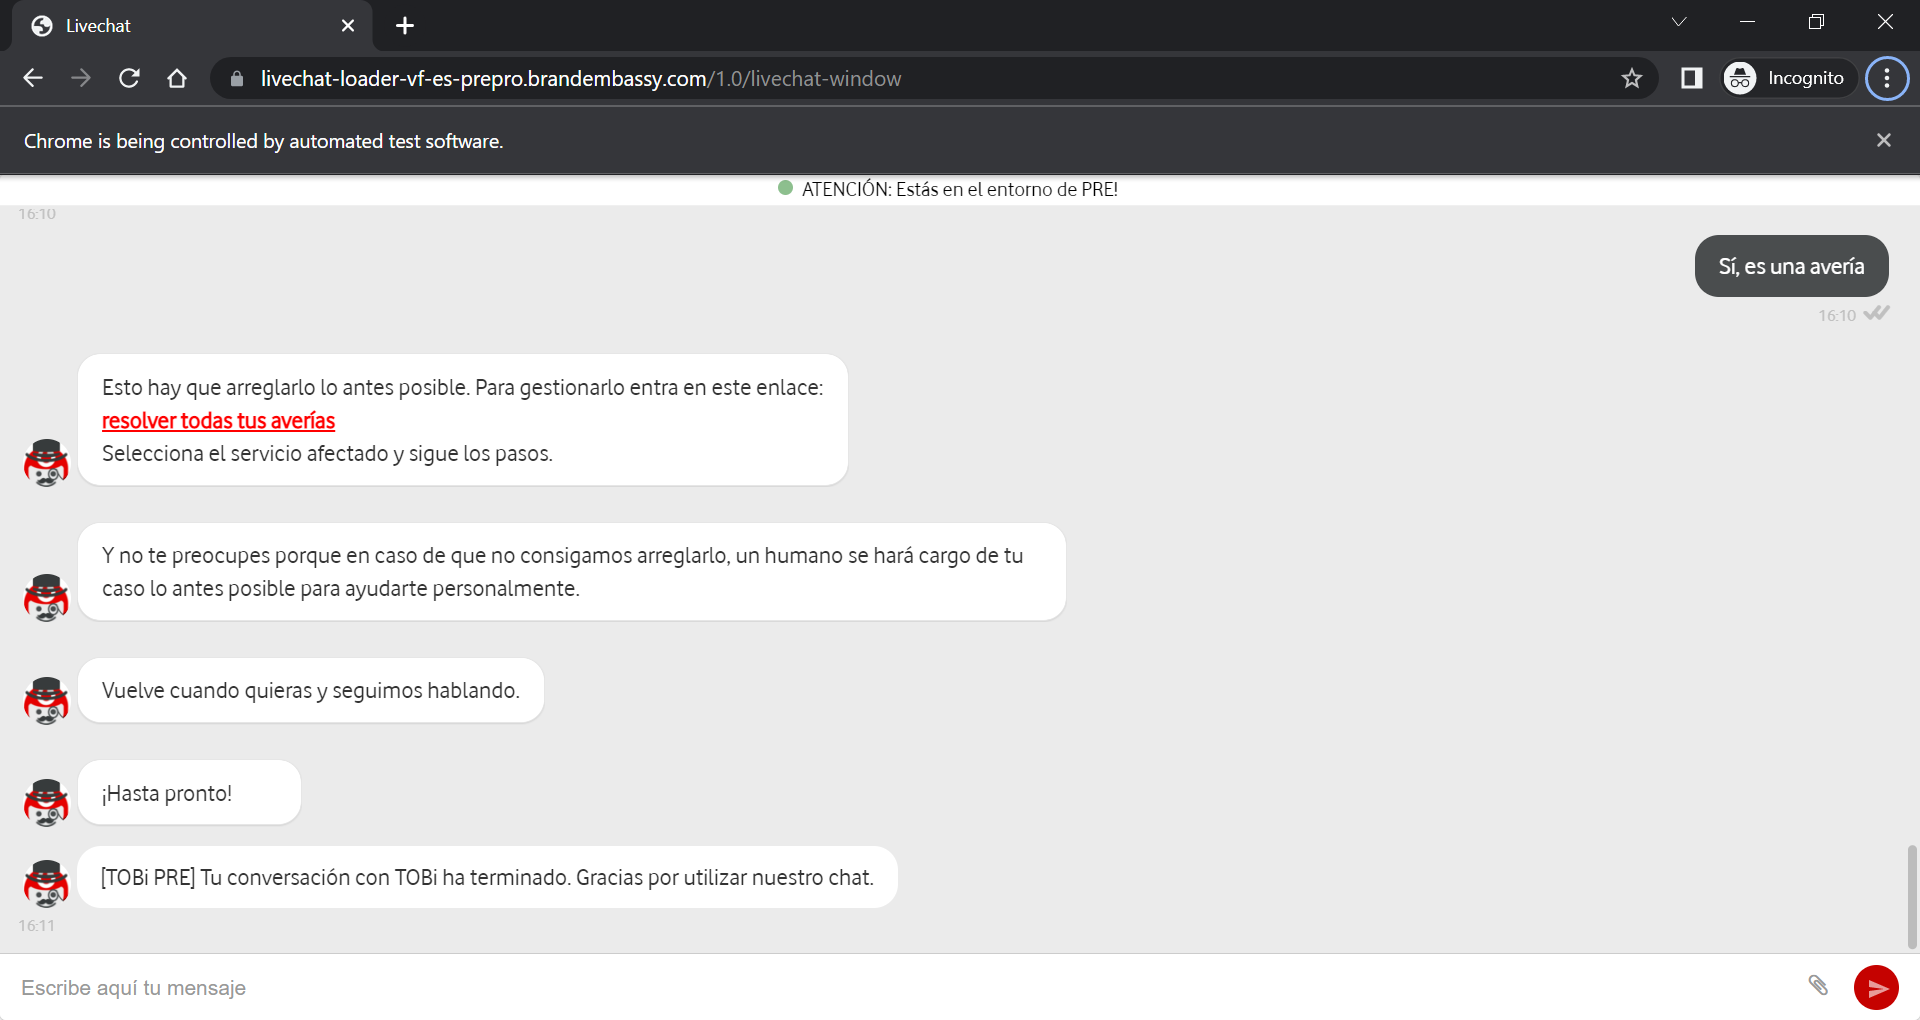 Livechat
livechat-loader-vf-es-prepro.brandembassy.com/1.0/livechat-window
Incognito
Chrome is being controlled by automated test software.
ATENCIÓN: Estás en el entorno de PRE!
16:10
Sí, es una avería
16:10
Esto hay que arreglarlo lo antes posible. Para gestionarlo entra en este enlace:
resolver todas tus averías
Selecciona el servicio afectado y sigue los pasos.
Y no te preocupes porque en caso de que no consigamos arreglarlo, un humano se hará cargo de tu
caso lo antes posible para ayudarte personalmente.
Vuelve cuando quieras y seguimos hablando.
¡Hasta pronto!
[TOBi PRE] Tu conversación con TOBi ha terminado. Gracias por utilizar nuestro chat.
16:11
Escribe aquí tu mensaje